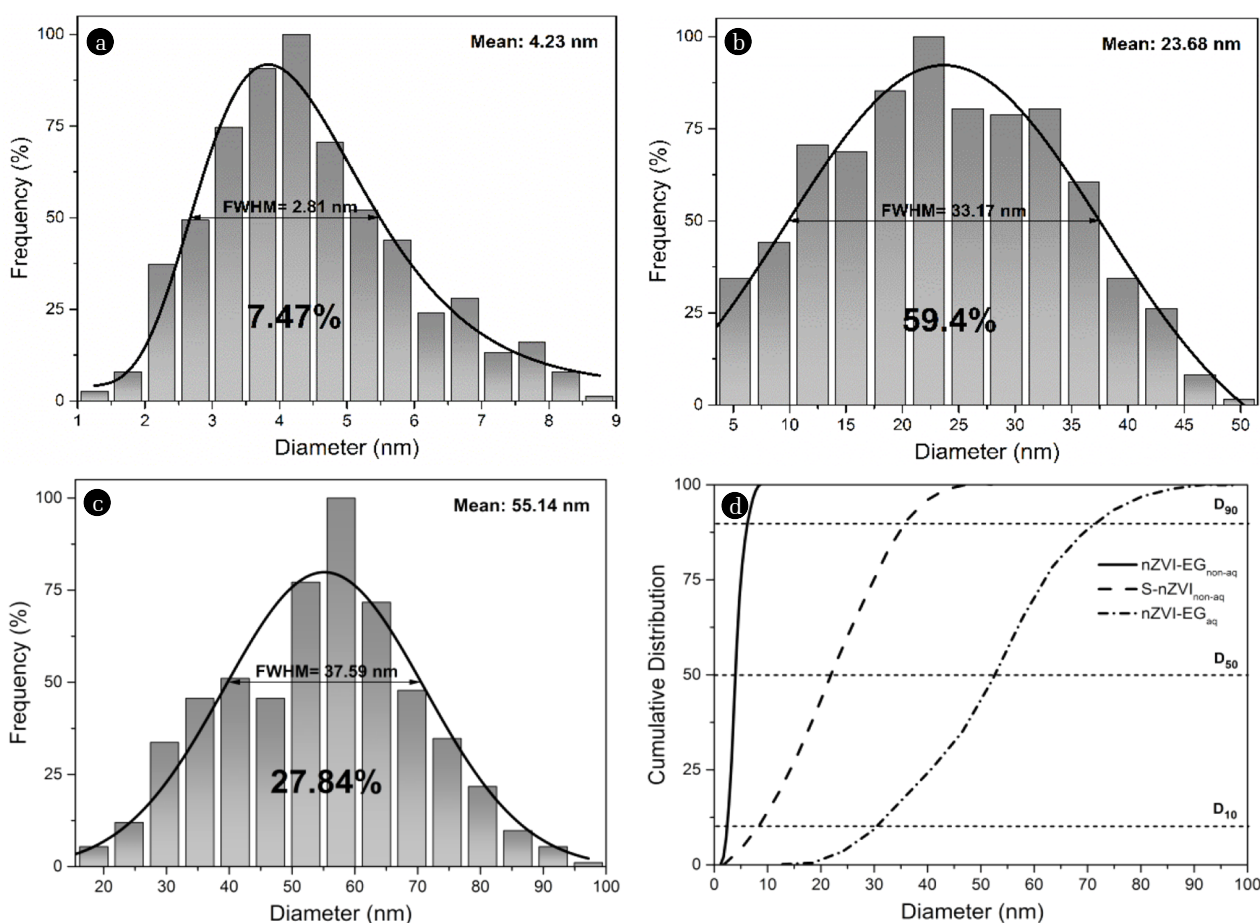 a
Mean: 4.23 nm
100
75
50
25
0
Frequency (%)
FWHM= 2.81 nm
7.47%
1 2 3 4 5 6 7 8 9
Diameter (nm)
b
Mean: 23.68 nm
100
75
50
25
0
Frequency (%)
FWHM= 33.17 nm
59.4%
5 10 15 20 25 30 35 40 45 50
Diameter (nm)
c
Mean: 55.14 nm
100
75
50
25
0
Frequency (%)
FWHM= 37.59 nm
27.84%
20 30 40 50 60 70 80 90 100
Diameter (nm)
d
100
75
50
25
0
Cumulative Distribution
D90
nZVI-EGnon-aq
S-nZVInon-aq
nZVI-EGaq
D50
D10
0 10 20 30 40 50 60 70 80 90 100
Diameter (nm)